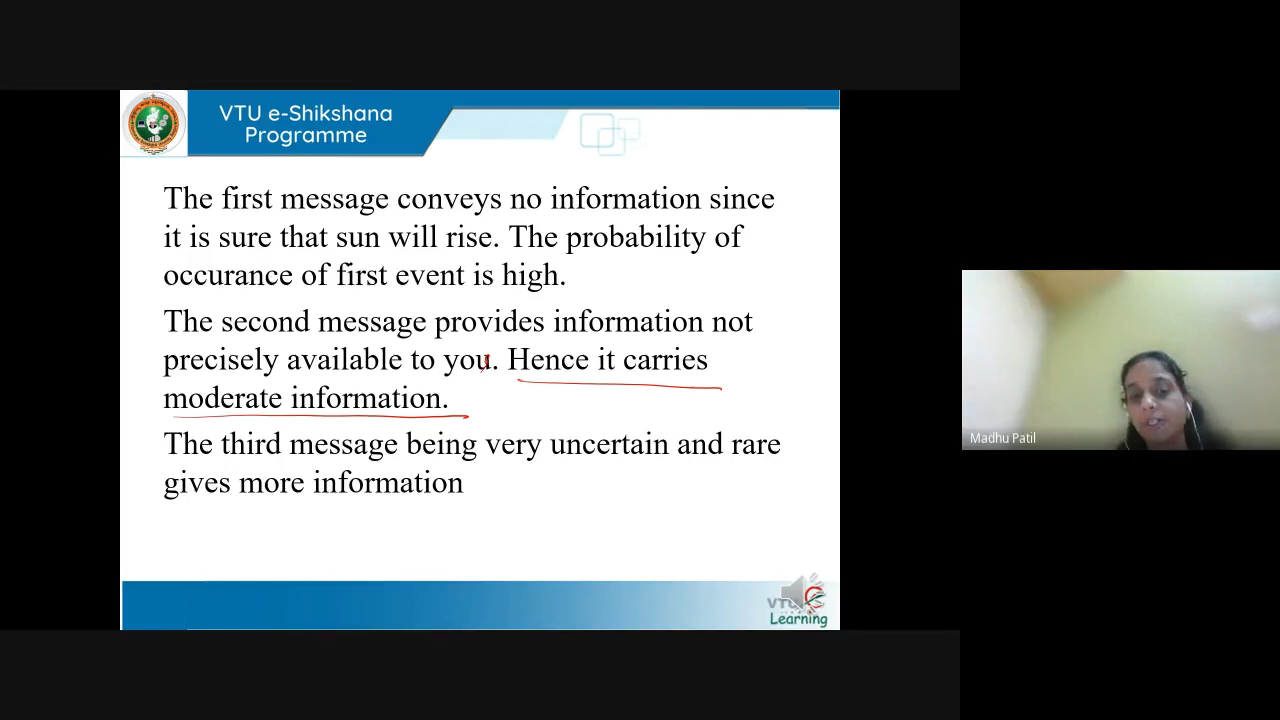 VTU e-Shikshana
Programme
The first message conveys no information since
it is sure that sun will rise. The probability of
occurance of first event is high.
The second message provides information not
precisely available to you. Hence it carries
moderate information.
The third message being very uncertain and rare
gives more information
Madhu Patil
VTU
Learning